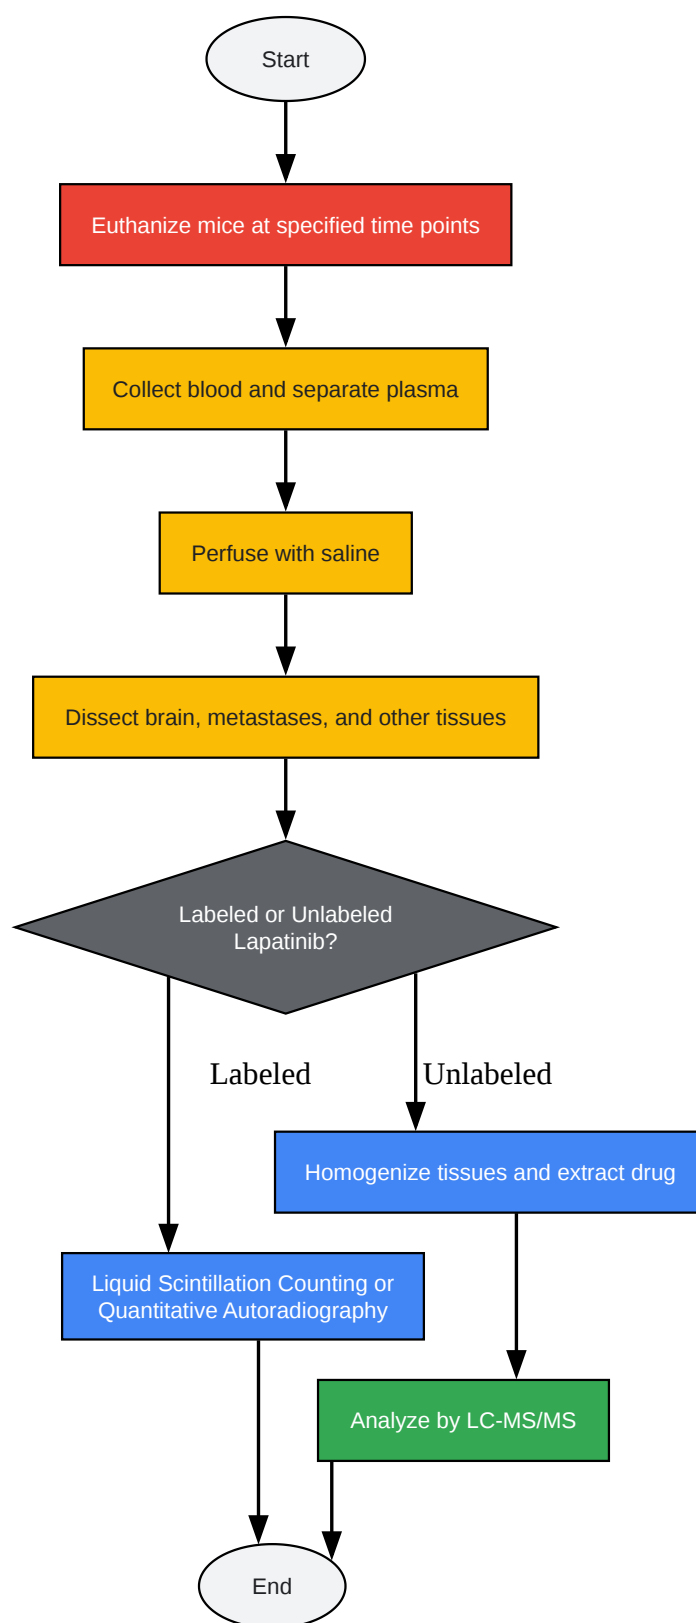 Start
Euthanize mice at specified time points
Collect blood and separate plasma
Perfuse with saline
Dissect brain, metastases, and other tissues
Labeled or Unlabeled
Lapatinib?
Labeled
Unlabeled
Homogenize tissues and extract drug
Liquid Scintillation Counting or
Quantitative Autoradiography
Analyze by LC-MS/MS
End